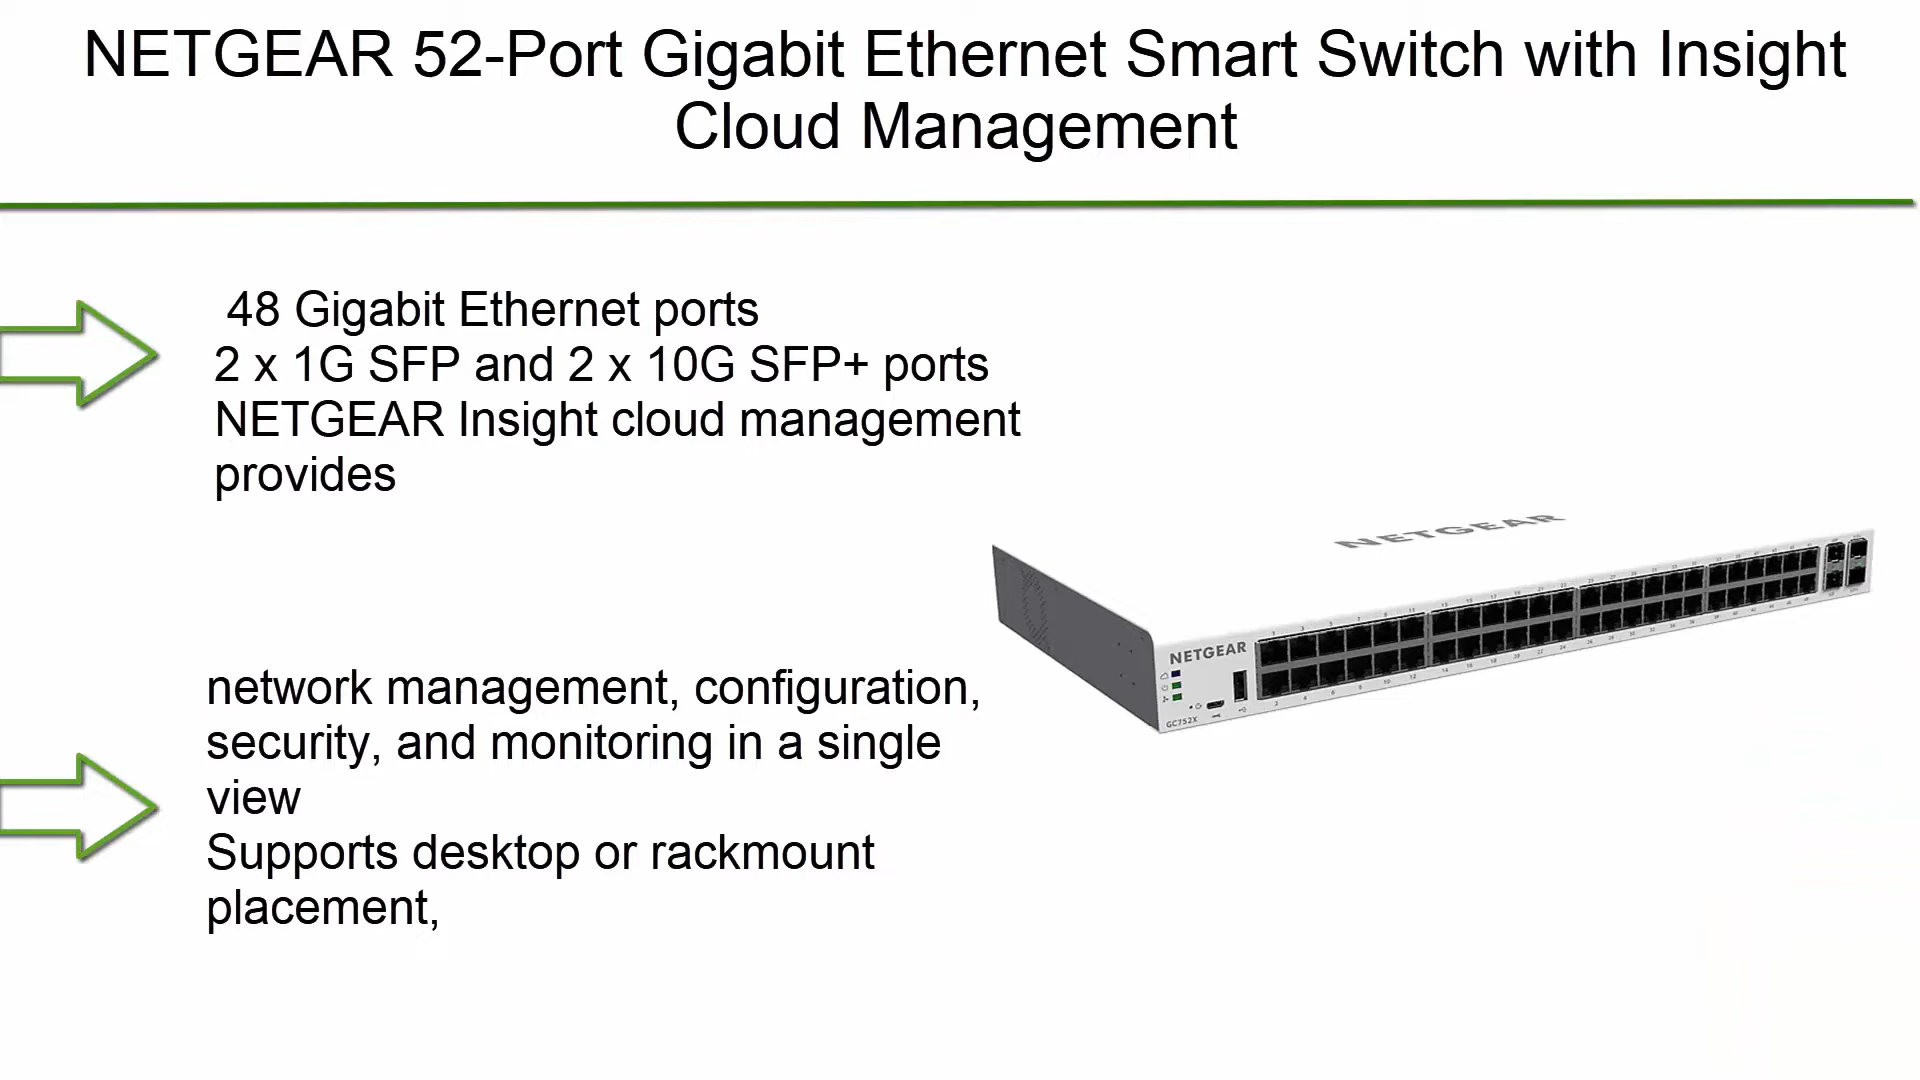 NETGEAR 52-Port Gigabit Ethernet Smart Switch with Insight
Cloud Management
48 Gigabit Ethernet ports
2 x 1G SFP and 2 x 10G SFP+ ports
NETGEAR Insight cloud management
provides
network management, configuration,
security, and monitoring in a single
view
Supports desktop or rackmount
placement,
NETGEAR
NETGEAR
GC752X